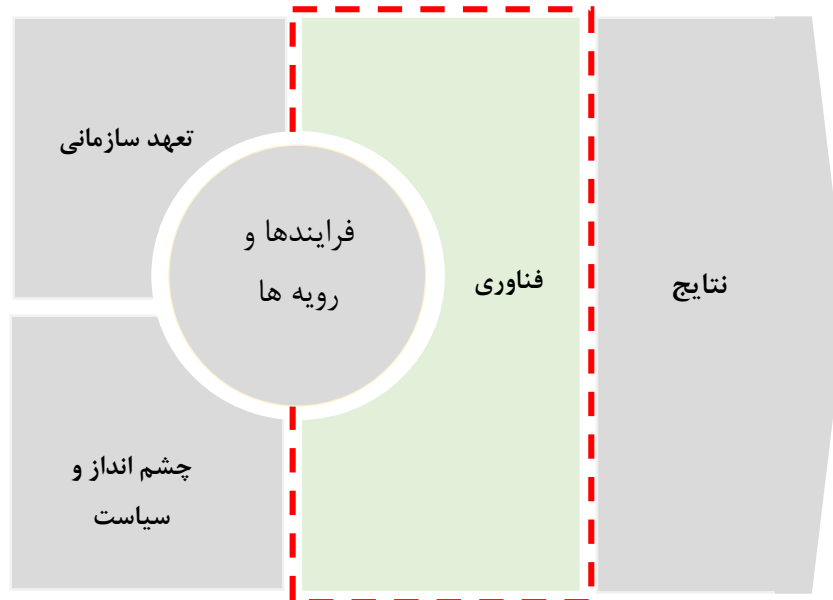 تعهد سازمانی
فرایندها و
رویه ها
فناوری
نتایج
چشم انداز و
سیاست